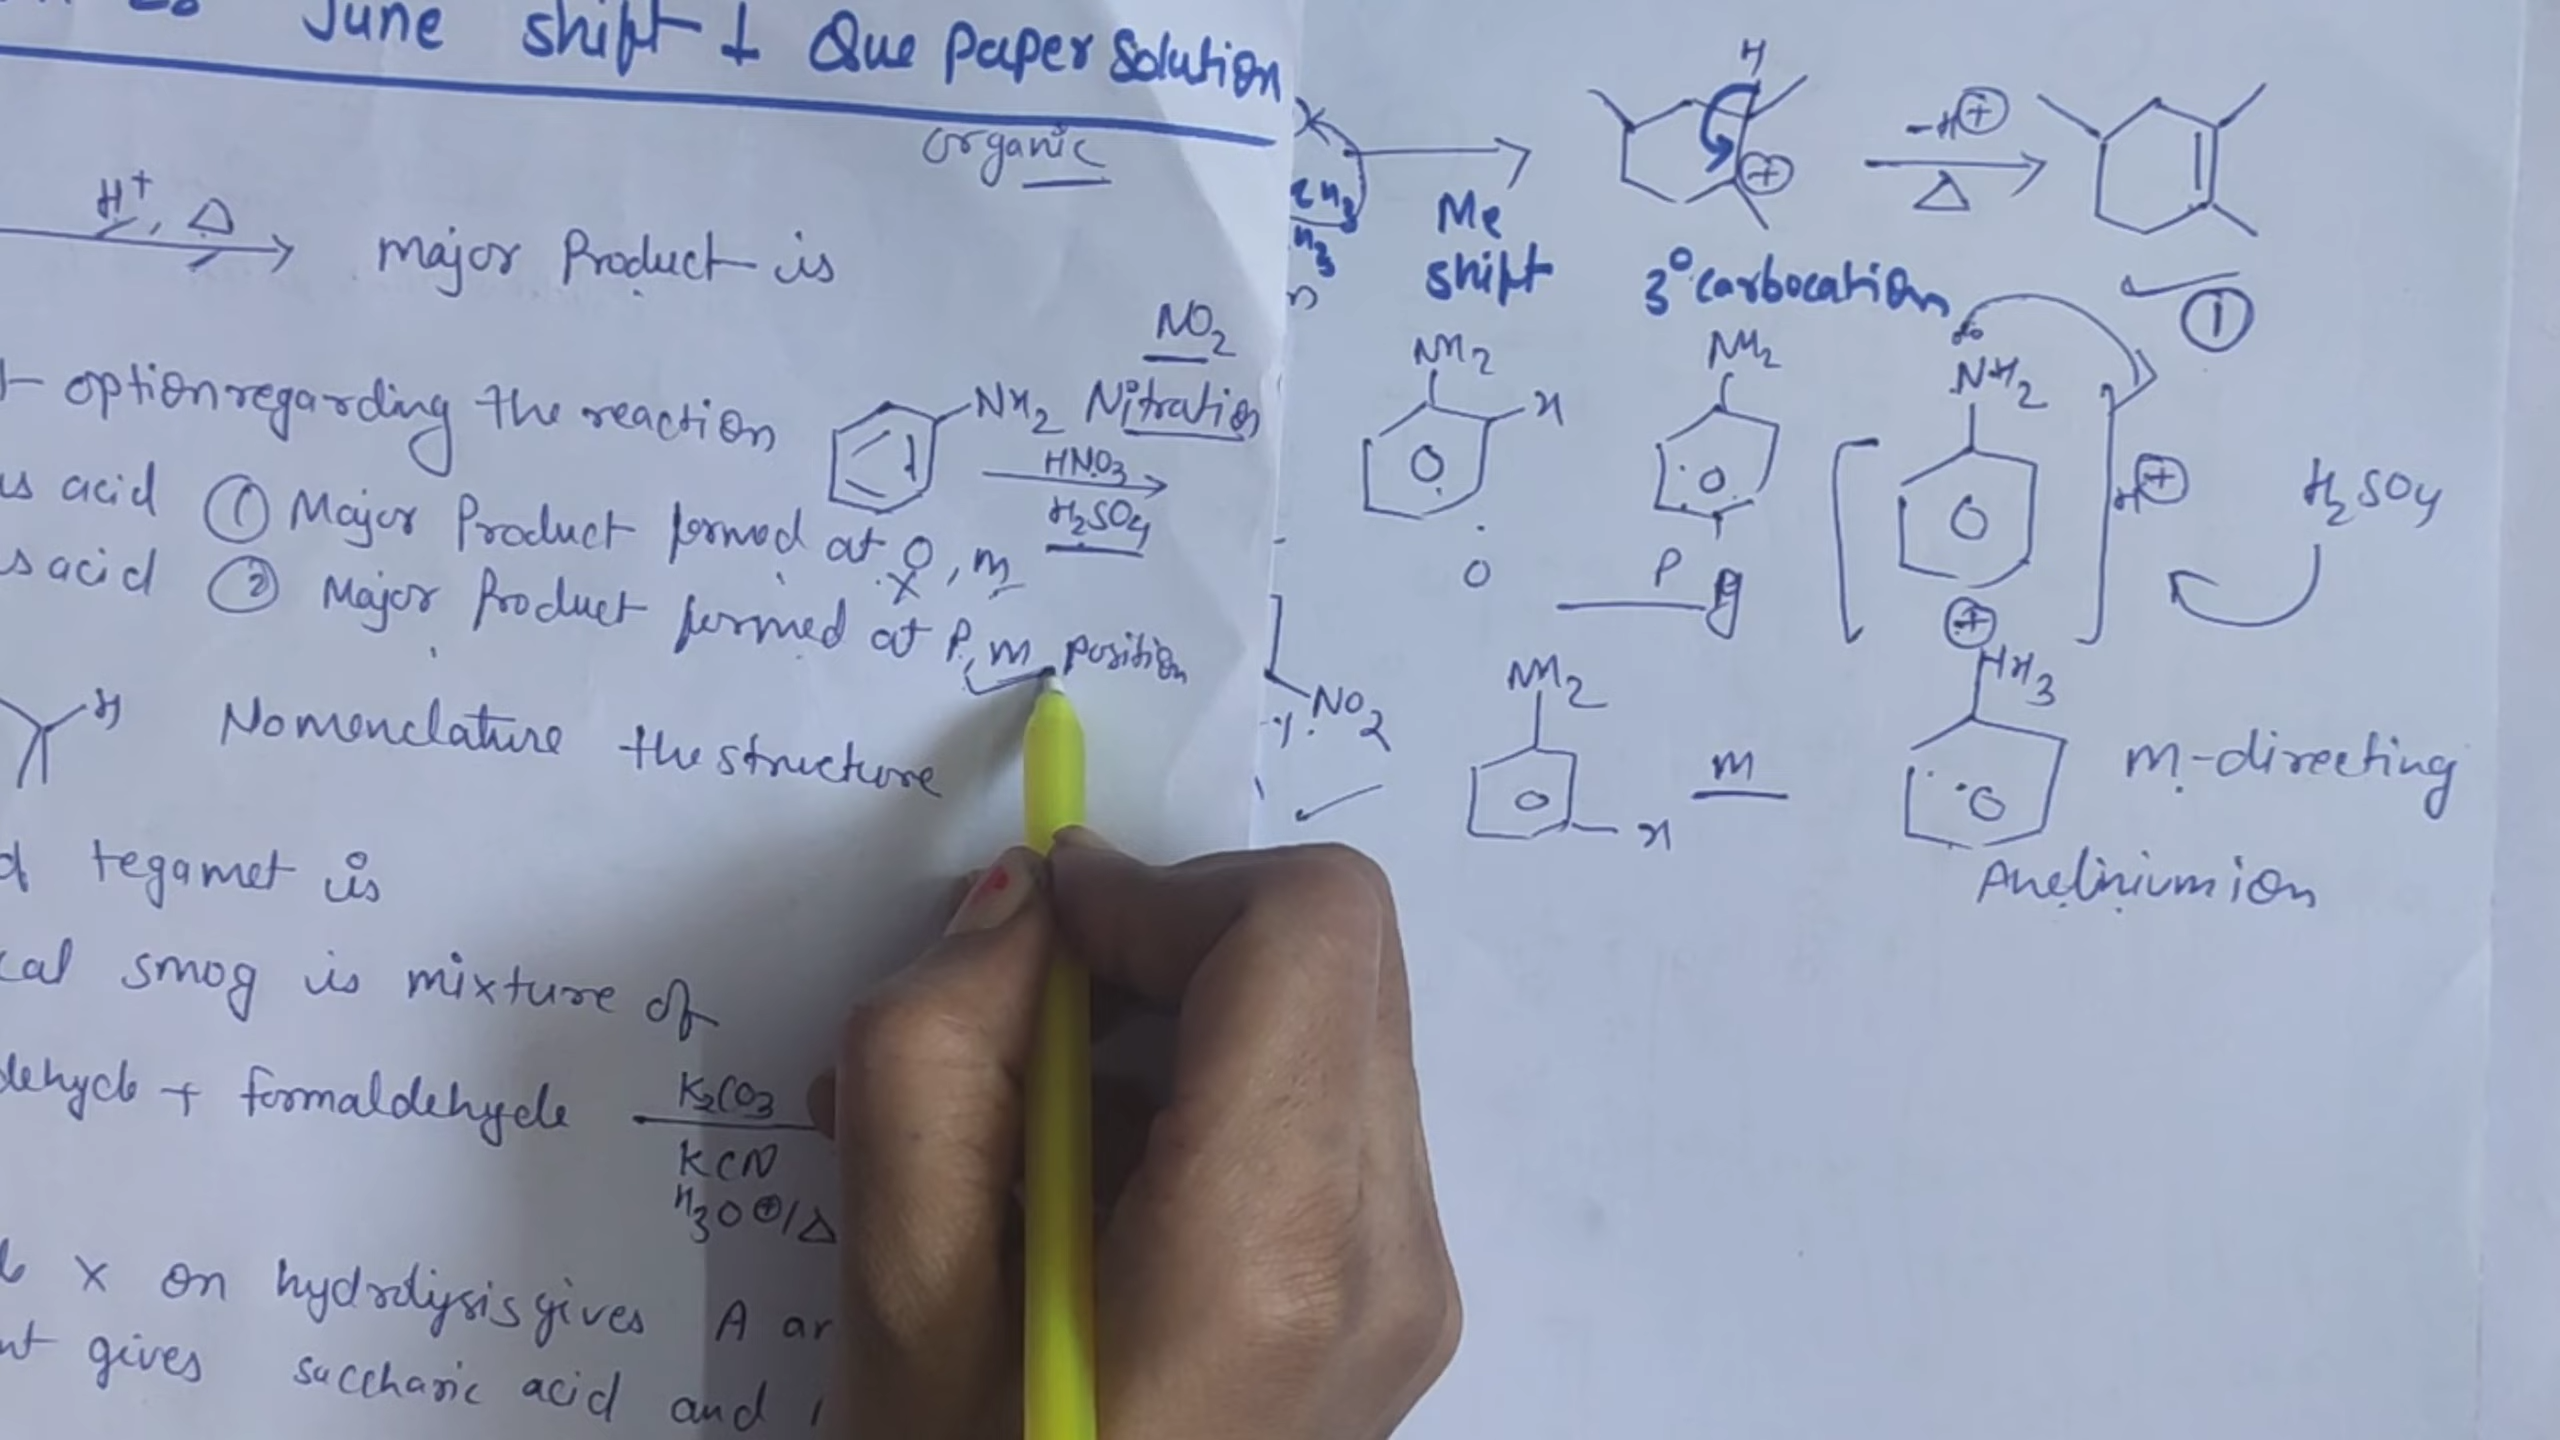 June shift 1 Que paper Solution
organic
H+, Δ
major Product is
NO2
option regarding the reaction
NH2 Nitration
HNO3
H2SO4
acid ① Major Product formed at O, m
acid ② Major Product formed at P, m position
H Nomenclature the structure
tegamet is
smog is mixture of
+ formaldehyde K2CO3
KCN
H3O⊕/Δ
X on hydrolysis gives A
gives saccharic acid and
Me
shift
H
⊕
3° carbocation
-H⊕
Δ
①
NH2
x
O
NH2
P
NH2
H⊕
H2SO4
NO2
NH2
x
m
⊕
NH3
m-directing
Anelinium ion